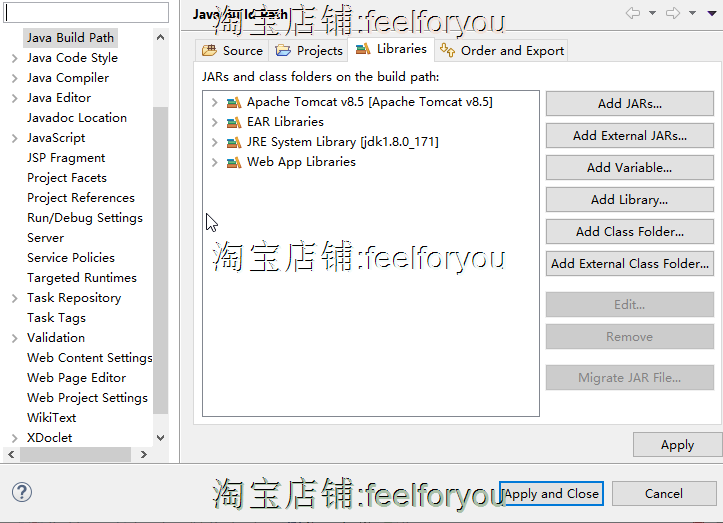 Java Build Path
淘宝店铺:feelforyou
Java Build Path
Java Code Style
Java Compiler
Java Editor
Javadoc Location
JavaScript
JSP Fragment
Project Facets
Project References
Run/Debug Settings
Server
Service Policies
Targeted Runtimes
Task Repository
Task Tags
Validation
Web Content Settings
Web Page Editor
Web Project Settings
WikiText
XDoclet
Source
Projects
Libraries
Order and Export
JARs and class folders on the build path:
Apache Tomcat v8.5 [Apache Tomcat v8.5]
EAR Libraries
JRE System Library [jdk1.8.0_171]
Web App Libraries
淘宝店铺:feelforyou
Add JARs...
Add External JARs...
Add Variable...
Add Library...
Add Class Folder...
Add External Class Folder...
Edit...
Remove
Migrate JAR File...
Apply
淘宝店铺:feelforyou
Apply and Close
Cancel